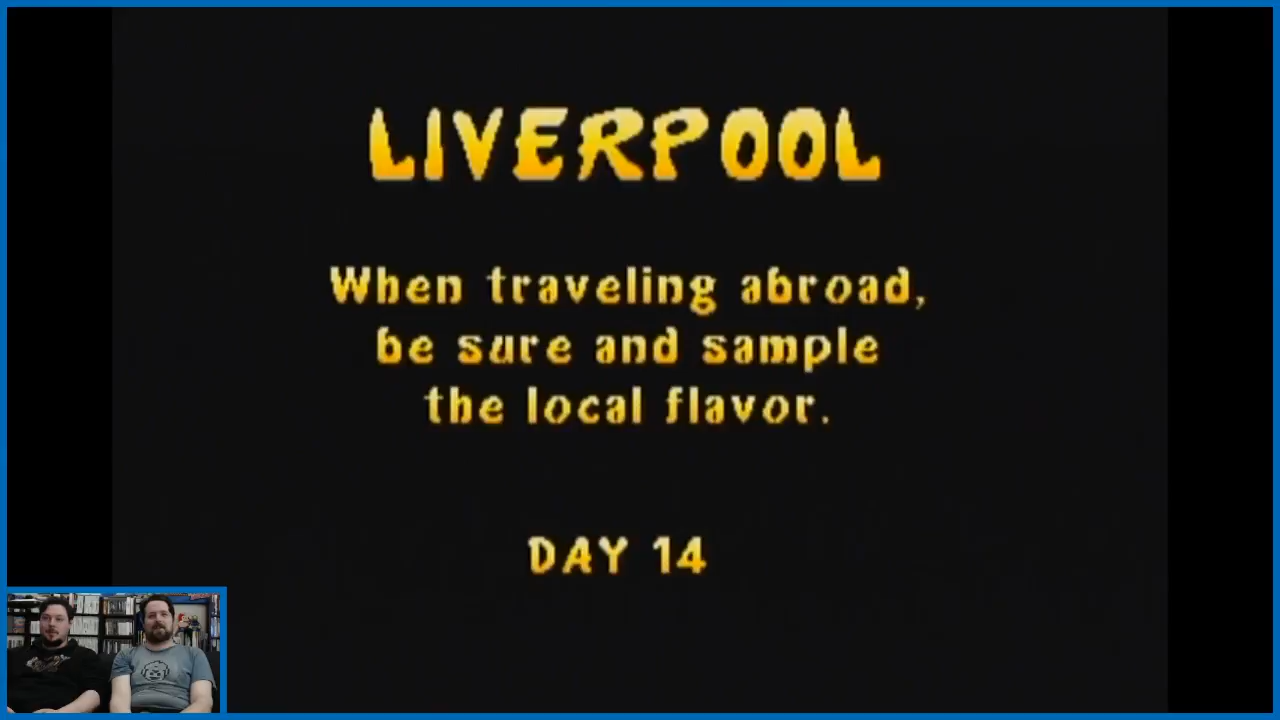 LIVERPOOL
When traveling abroad,
be sure and sample
the local flavor.
DAY 14